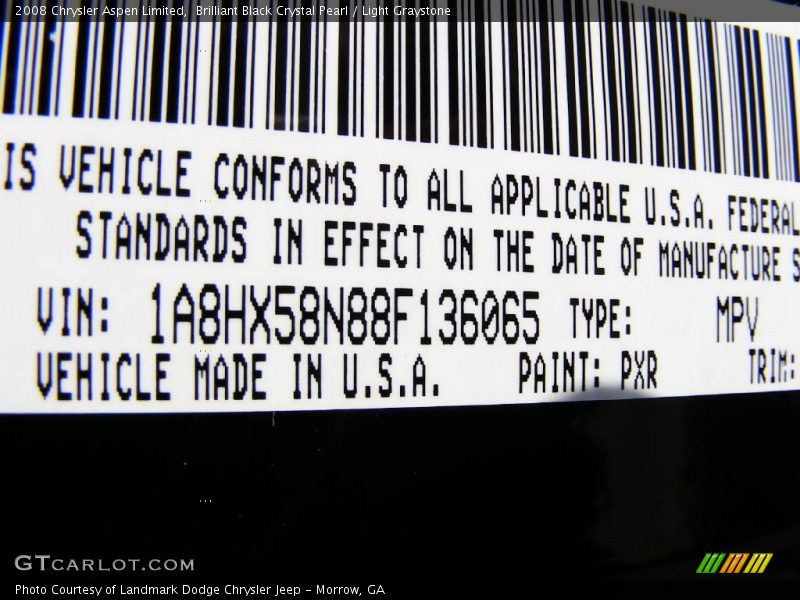 2008 Chrysler Aspen Limited,  Brilliant Black Crystal Pearl / Light Graystone
IS VEHICLE CONFORMS TO ALL APPLICABLE U.S.A. FEDERAL
STANDARDS IN EFFECT ON THE DATE OF MANUFACTURE S
VIN: 1A8HX58N88F136065 TYPE: MPV
VEHICLE MADE IN U.S.A. PAINT: PXR TRIM:
GTCARLOT.COM
Photo Courtesy of Landmark Dodge Chrysler Jeep - Morrow, GA